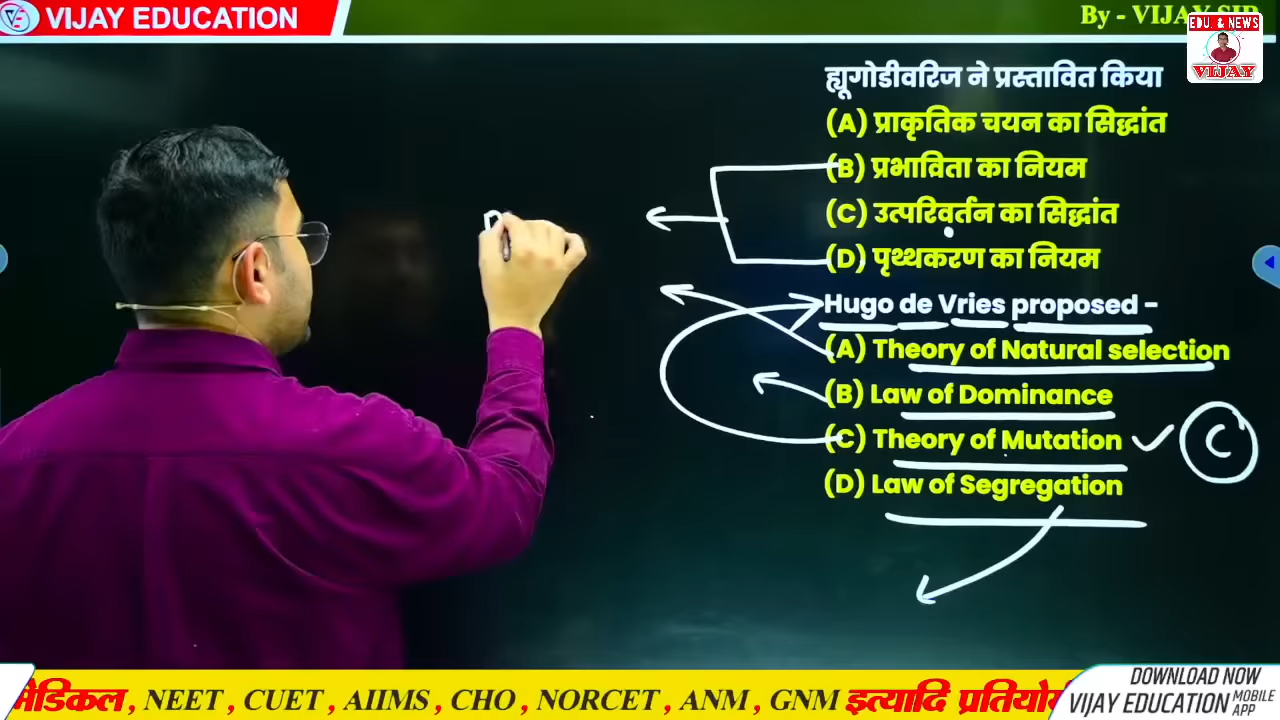 VIJAY EDUCATION
By - VIJAY SIR
EDU. & NEWS
VIJAY
ह्यूगोडीवरिज ने प्रस्तावित किया
(A) प्राकृतिक चयन का सिद्धांत
(B) प्रभाविता का नियम
(C) उत्परिवर्तन का सिद्धांत
(D) पृथ्थकरण का नियम
Hugo de Vries proposed -
(A) Theory of Natural selection
(B) Law of Dominance
(C) Theory of Mutation
C
(D) Law of Segregation
मेडिकल, NEET, CUET, AIIMS, CHO, NORCET, ANM, GNM इत्यादि
DOWNLOAD NOW
VIJAY EDUCATION MOBILE APP